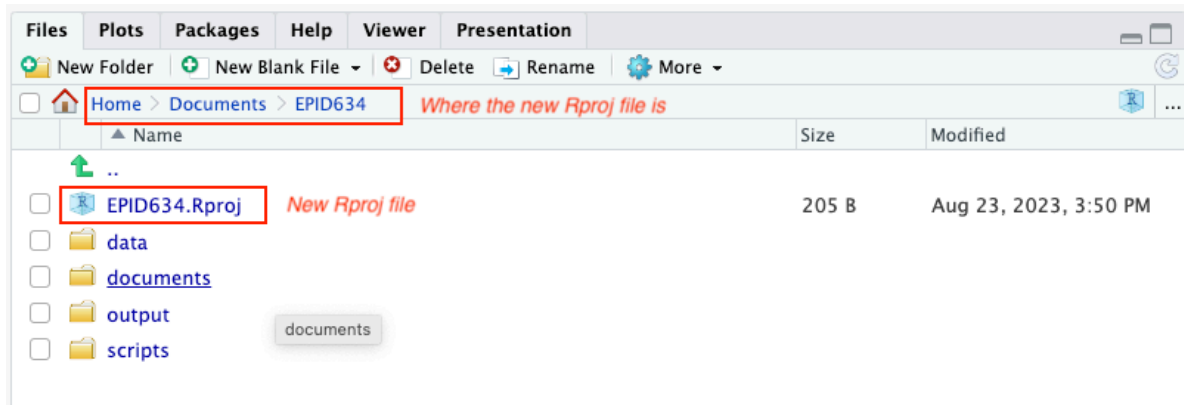 Files Plots Packages Help Viewer Presentation
New Folder New Blank File Delete Rename More
Home > Documents > EPID634 Where the new Rproj file is R ...
Name Size Modified
..
R EPID634.Rproj New Rproj file 205 B Aug 23, 2023, 3:50 PM
data
documents
output
documents
scripts